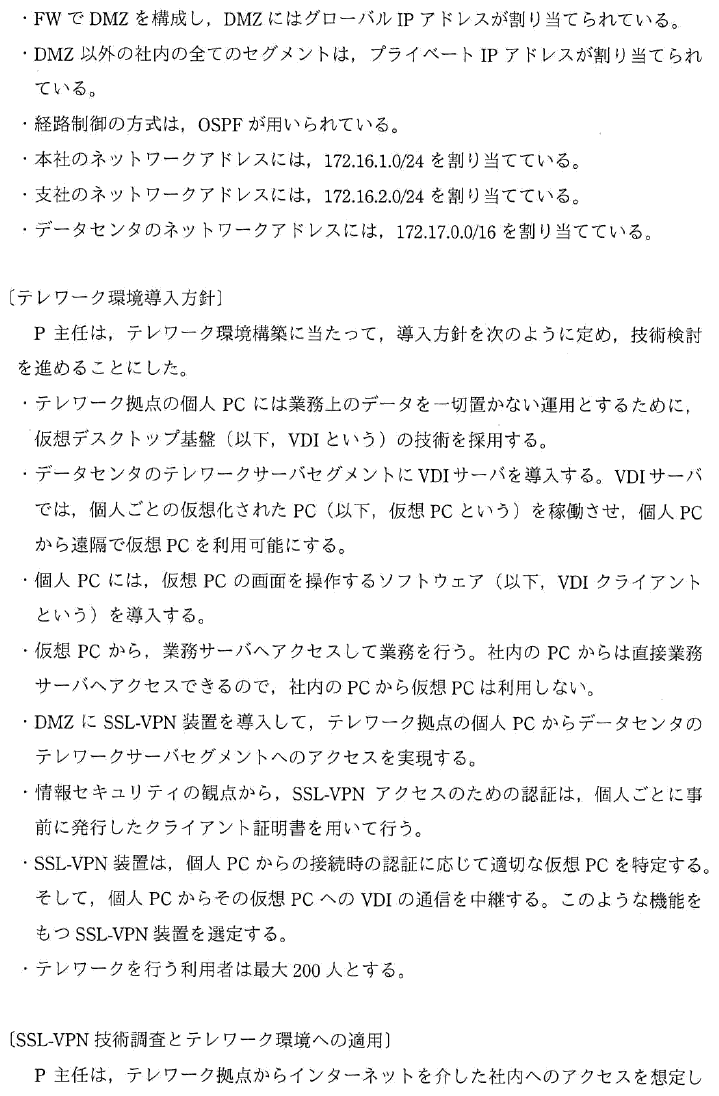 ・FW で DMZ を構成し，DMZ にはグローバル IP アドレスが割り当てられている。
・DMZ 以外の社内の全てのセグメントは，プライベート IP アドレスが割り当てられ
ている。
・経路制御の方式は，OSPF が用いられている。
・本社のネットワークアドレスには，172.16.1.0/24 を割り当てている。
・支社のネットワークアドレスには，172.16.2.0/24 を割り当てている。
・データセンタのネットワークアドレスには，172.17.0.0/16 を割り当てている。
〔テレワーク環境導入方針〕
P 主任は，テレワーク環境構築に当たって，導入方針を次のように定め，技術検討
を進めることにした。
・テレワーク拠点の個人 PC には業務上のデータを一切置かない運用とするために，
仮想デスクトップ基盤（以下，VDI という）の技術を採用する。
・データセンタのテレワークサーバセグメントに VDI サーバを導入する。VDI サーバ
では，個人ごとの仮想化された PC（以下，仮想 PC という）を稼働させ，個人 PC
から遠隔で仮想 PC を利用可能にする。
・個人 PC には，仮想 PC の画面を操作するソフトウェア（以下，VDI クライアント
という）を導入する。
・仮想 PC から，業務サーバへアクセスして業務を行う。社内の PC からは直接業務
サーバへアクセスできるので，社内の PC から仮想 PC は利用しない。
・DMZ に SSL-VPN 装置を導入して，テレワーク拠点の個人 PC からデータセンタの
テレワークサーバセグメントへのアクセスを実現する。
・情報セキュリティの観点から，SSL-VPN アクセスのための認証は，個人ごとに事
前に発行したクライアント証明書を用いて行う。
・SSL-VPN 装置は，個人 PC からの接続時の認証に応じて適切な仮想 PC を特定する。
そして，個人 PC からその仮想 PC への VDI の通信を中継する。このような機能を
もつ SSL-VPN 装置を選定する。
・テレワークを行う利用者は最大 200 人とする。
〔SSL-VPN 技術調査とテレワーク環境への適用〕
P 主任は，テレワーク拠点からインターネットを介した社内へのアクセスを想定し